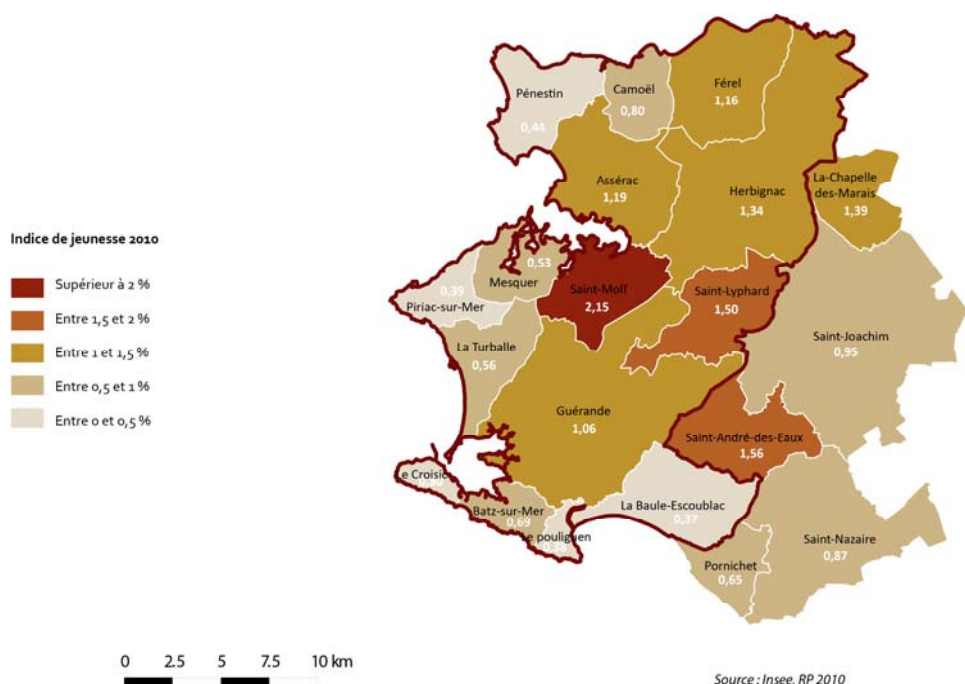 Pénestin
0,44
Camoël
0,80
Férel
1,16
Assérac
1,19
Herbignac
1,34
La-Chapelle
des-Marais
1,39
Indice de jeunesse 2010
Supérieur à 2 %
Entre 1,5 et 2 %
Entre 1 et 1,5 %
Entre 0,5 et 1 %
Entre 0 et 0,5 %
0,53
Mesquer
0,39
Piriac-sur-Mer
Saint-Molf
2,15
Saint-Lyphard
1,50
La Turballe
0,56
Saint-Joachim
0,95
Guérande
1,06
Saint-André-des-Eaux
1,56
Le Croisic
Batz-sur-Mer
0,69
Le pouliguen
La Baule-Escoublac
0,37
Saint-Nazaire
0,87
Pornichet
0,65
0 2.5 5 7.5 10 km
Source : Insee, RP 2010